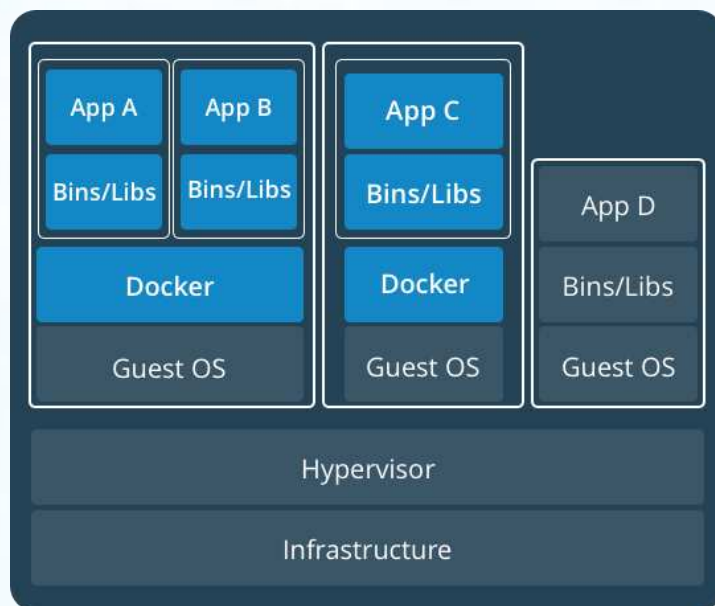 App A
App B
Bins/Libs
Bins/Libs
Docker
Guest OS
App C
Bins/Libs
Docker
Guest OS
App D
Bins/Libs
Guest OS
Hypervisor
Infrastructure